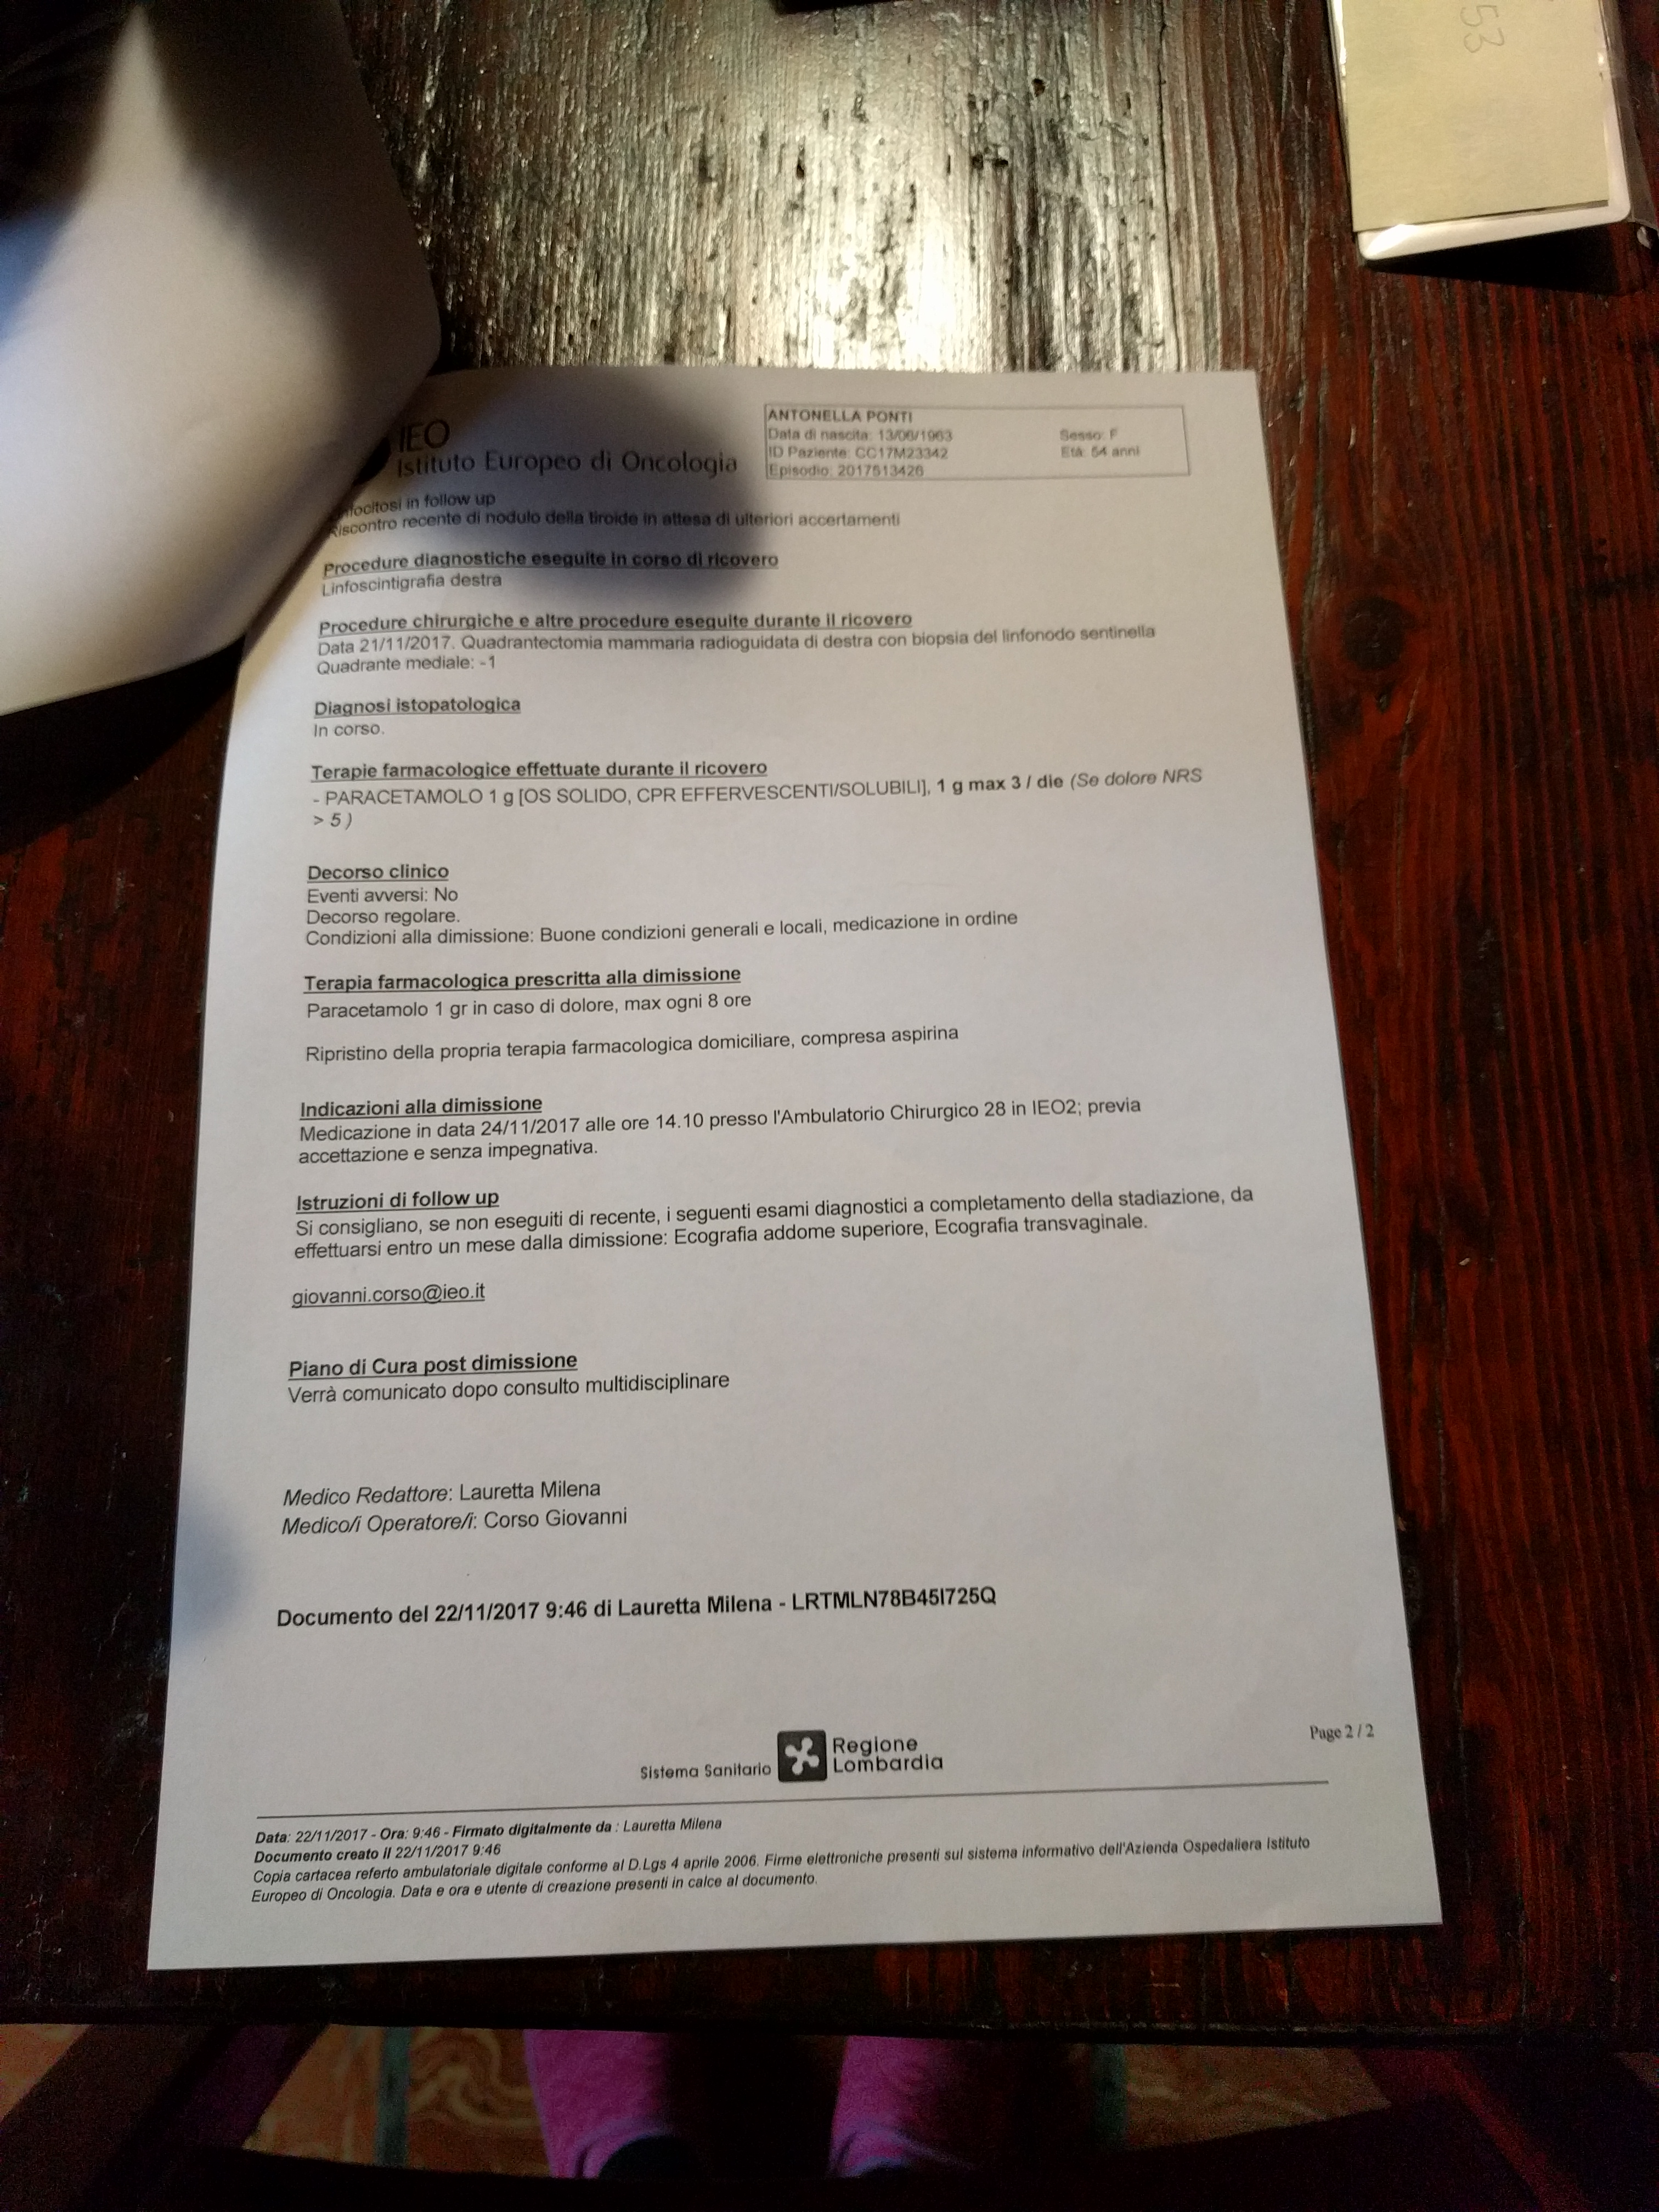 53
IEO
Istituto Europeo di Oncologia
ANTONELLA PONTI
Data di nascita: 13/06/1963 Sesso: F
ID Paziente: CC17M23342 Età: 54 anni
Episodio: 2017513426
in follow up
Riscontro recente di nodulo della tiroide in attesa di ulteriori accertamenti
Procedure diagnostiche eseguite in corso di ricovero
Linfoscintigrafia destra
Procedure chirurgiche e altre procedure eseguite durante il ricovero
Data 21/11/2017. Quadrantectomia mammaria radioguidata di destra con biopsia del linfonodo sentinella
Quadrante mediale: -1
Diagnosi istopatologica
In corso.
Terapie farmacologice effettuate durante il ricovero
- PARACETAMOLO 1 g [OS SOLIDO, CPR EFFERVESCENTI/SOLUBILI], 1 g max 3 / die (Se dolore NRS
> 5 )
Decorso clinico
Eventi avversi: No
Decorso regolare.
Condizioni alla dimissione: Buone condizioni generali e locali, medicazione in ordine
Terapia farmacologica prescritta alla dimissione
Paracetamolo 1 gr in caso di dolore, max ogni 8 ore
Ripristino della propria terapia farmacologica domiciliare, compresa aspirina
Indicazioni alla dimissione
Medicazione in data 24/11/2017 alle ore 14.10 presso l'Ambulatorio Chirurgico 28 in IEO2; previa
accettazione e senza impegnativa.
Istruzioni di follow up
Si consigliano, se non eseguiti di recente, i seguenti esami diagnostici a completamento della stadiazione, da
effettuarsi entro un mese dalla dimissione: Ecografia addome superiore, Ecografia transvaginale.
giovanni.corso@ieo.it
Piano di Cura post dimissione
Verrà comunicato dopo consulto multidisciplinare
Medico Redattore: Lauretta Milena
Medico/i Operatore/i: Corso Giovanni
Documento del 22/11/2017 9:46 di Lauretta Milena - LRTMLN78B45I725Q
Page 2 / 2
Sistema Sanitario Regione
Lombardia
Data: 22/11/2017 - Ora: 9:46 - Firmato digitalmente da : Lauretta Milena
Documento creato il 22/11/2017 9:46
Copia cartacea referto ambulatoriale digitale conforme al D.Lgs 4 aprile 2006. Firme elettroniche presenti sul sistema informativo dell'Azienda Ospedaliera Istituto
Europeo di Oncologia. Data e ora e utente di creazione presenti in calce al documento.